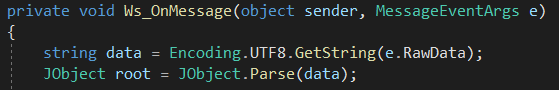 private void Ws_OnMessage(object sender, MessageEventArgs e)
{
string data = Encoding.UTF8.GetString(e.RawData);
JObject root = JObject.Parse(data);